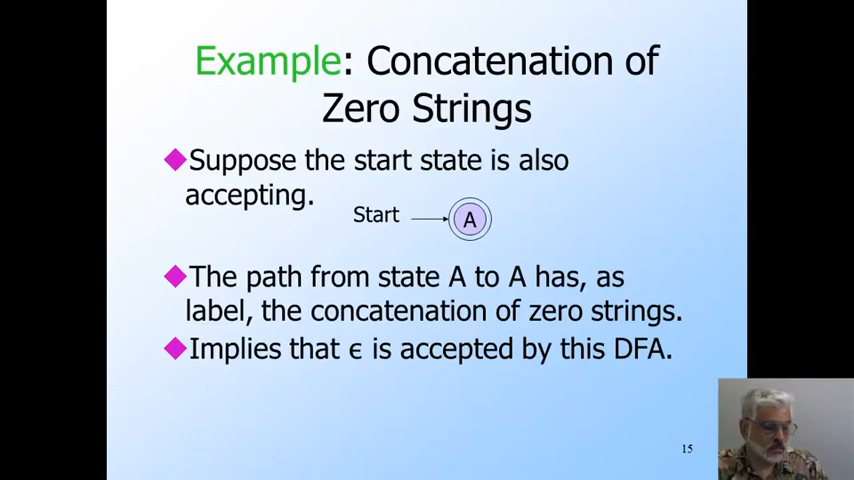 Example: Concatenation of
Zero Strings
Suppose the start state is also
accepting.
Start
A
The path from state A to A has, as
label, the concatenation of zero strings.
Implies that ϵ is accepted by this DFA.
15